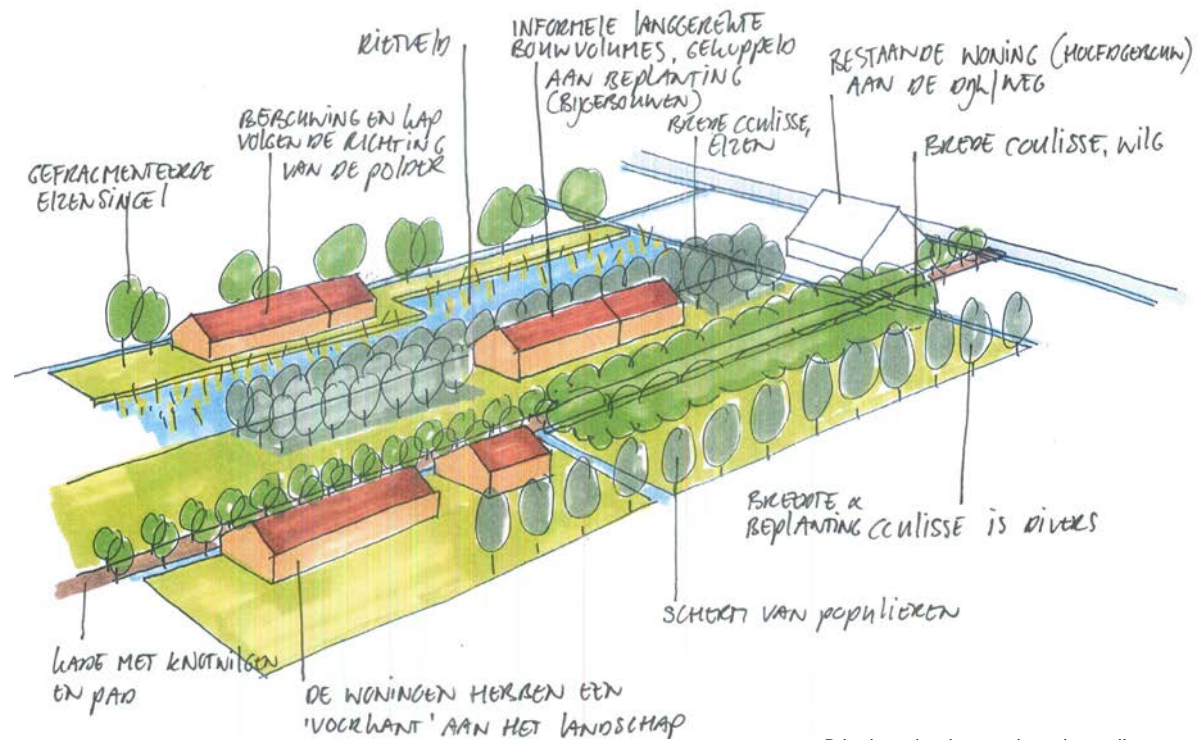 RIETVELD
INFORMELE LANGGEREKTE
BOUWVOLUMES, GEKOPPELD
AAN BEPLANTING
(BIJGEBOUWEN)
BESTAANDE WONING (HOOFDGEBOUW)
AAN DE DIJK/WEG
BEBOUWING EN KAP
VOLGEN DE RICHTING
VAN DE POLDER
BREDE COULISSE,
ELZEN
BREDE COULISSE, WILG
GEFRAGMENTEERDE
ELZENSINGEL
BREEDTE &
BEPLANTING COULISSE IS DIVERS
SCHERM VAN POPULIEREN
KADE MET KNOTWILGEN
EN PAD
DE WONINGEN HEBBEN EEN
'VOORKANT' AAN HET LANDSCHAP